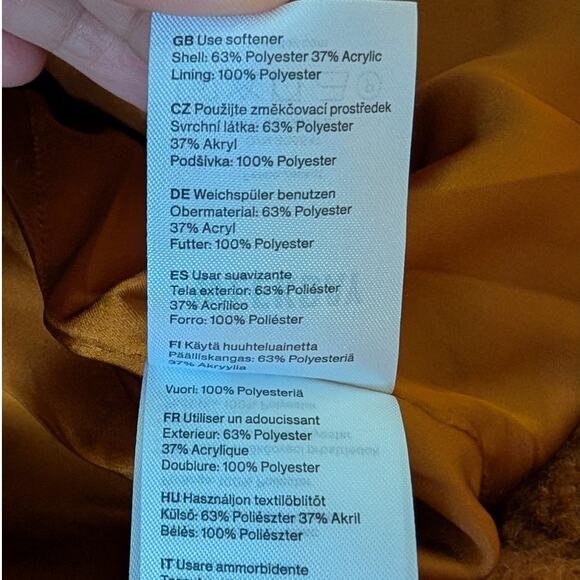 GB Use softener
Shell: 63% Polyester 37% Acrylic
Lining: 100% Polyester
CZ Použijte změkčovací prostředek
Svrchní látka: 63% Polyester
37% Akryl
Podšívka: 100% Polyester
DE Weichspüler benutzen
Obermaterial: 63% Polyester
37% Acryl
Futter: 100% Polyester
ES Usar suavizante
Tela exterior: 63% Poliéster
37% Acrílico
Forro: 100% Poliéster
FI Käytä huuhteluainetta
Päälliskangas: 63% Polyesteriä
37% Akryylia
Vuori: 100% Polyesteriä
FR Utiliser un adoucissant
Exterieur: 63% Polyester
37% Acrylique
Doublure: 100% Polyester
HU Használjon textilöblítőt
Külső: 63% Poliészter 37% Akril
Bélés: 100% Poliészter
IT Usare ammorbidente